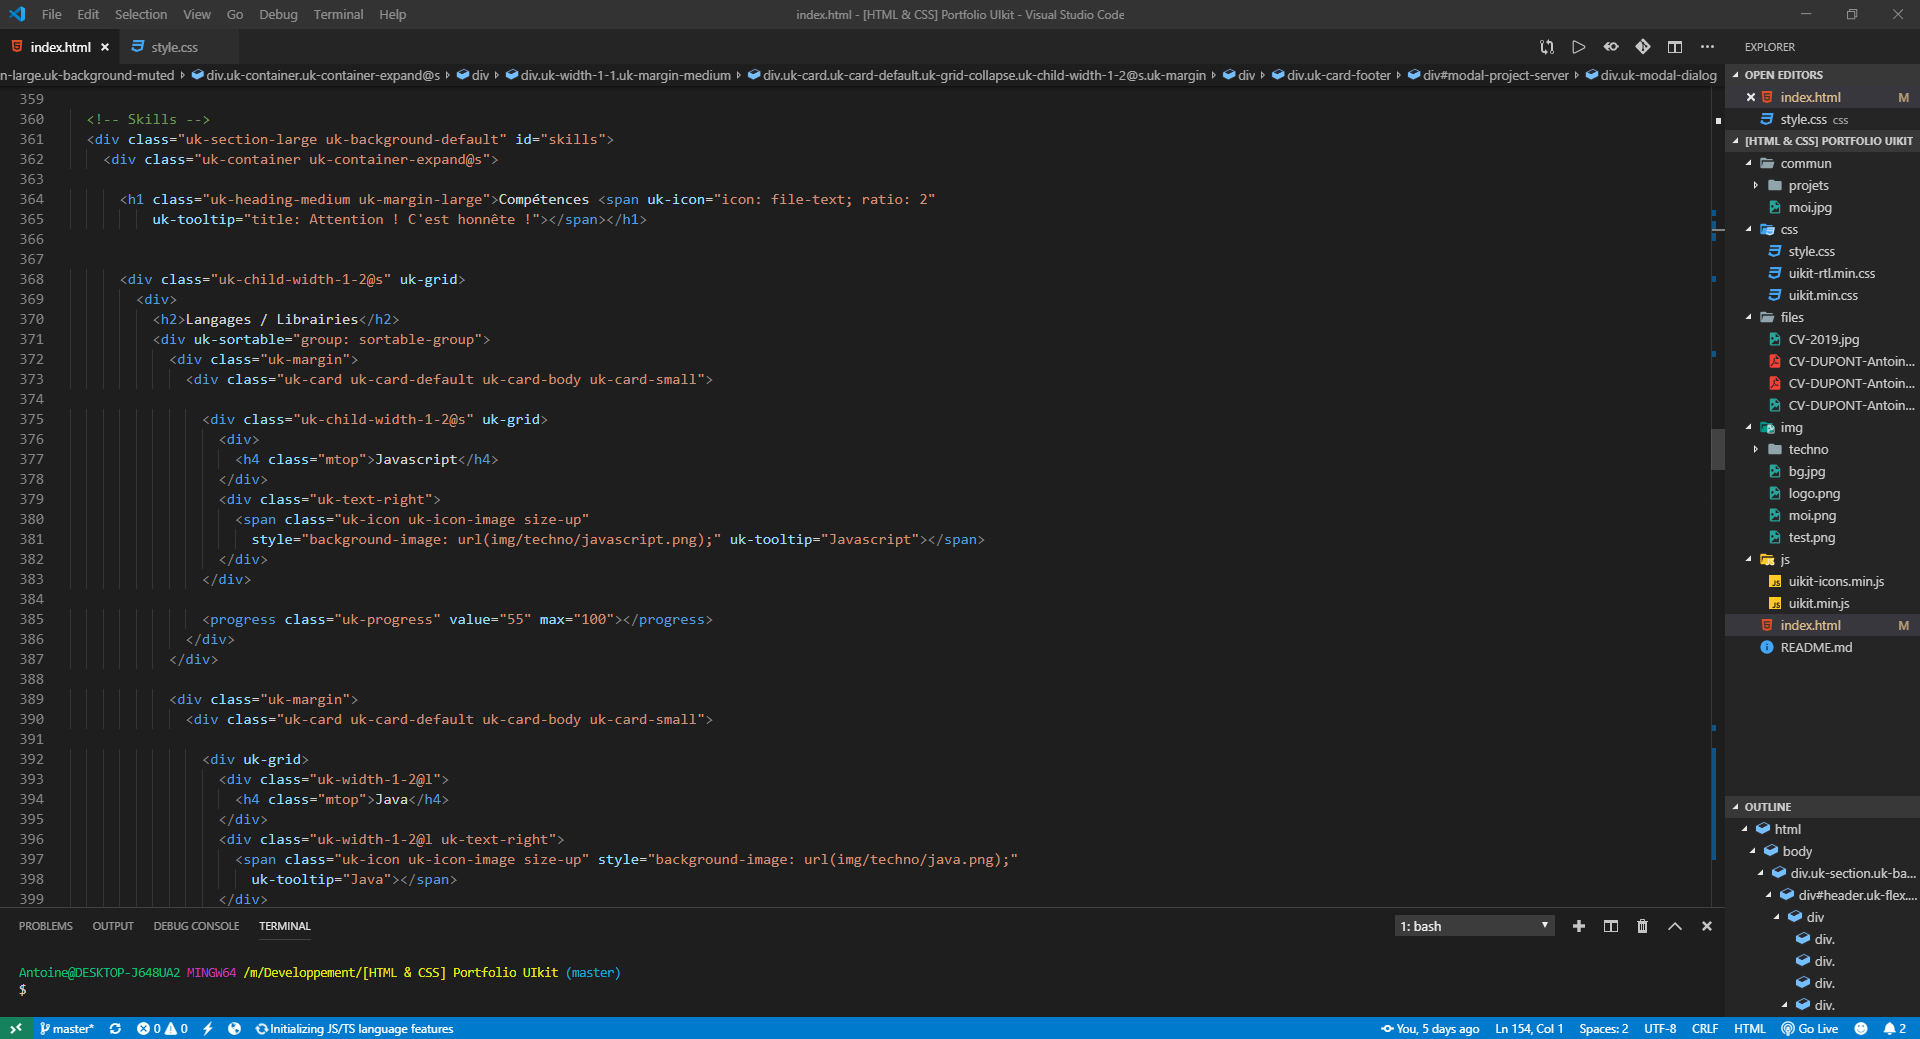 File Edit Selection View Go Debug Terminal Help
index.html - [HTML & CSS] Portfolio UIkit - Visual Studio Code
index.html
style.css
n-large.uk-background-muted div.uk-container.uk-container-expand@s div div.uk-width-1-1.uk-margin-medium div.uk-card.uk-card-default.uk-grid-collapse.uk-child-width-1-2@s.uk-margin div div.uk-card-footer div#modal-project-server div.uk-modal-dialog
359
360 <!-- Skills -->
361 <div class="uk-section-large uk-background-default" id="skills">
362 <div class="uk-container uk-container-expand@s">
363
364 <h1 class="uk-heading-medium uk-margin-large">Compétences <span uk-icon="icon: file-text; ratio: 2"
365 uk-tooltip="title: Attention ! C'est honnête !"></span></h1>
366
367
368 <div class="uk-child-width-1-2@s" uk-grid>
369 <div>
370 <h2>Langages / Librairies</h2>
371 <div uk-sortable="group: sortable-group">
372 <div class="uk-margin">
373 <div class="uk-card uk-card-default uk-card-body uk-card-small">
374
375 <div class="uk-child-width-1-2@s" uk-grid>
376 <div>
377 <h4 class="mtop">Javascript</h4>
378 </div>
379 <div class="uk-text-right">
380 <span class="uk-icon uk-icon-image size-up"
381 style="background-image: url(img/techno/javascript.png);" uk-tooltip="Javascript"></span>
382 </div>
383 </div>
384
385 <progress class="uk-progress" value="55" max="100"></progress>
386 </div>
387 </div>
388
389 <div class="uk-margin">
390 <div class="uk-card uk-card-default uk-card-body uk-card-small">
391
392 <div uk-grid>
393 <div class="uk-width-1-2@l">
394 <h4 class="mtop">Java</h4>
395 </div>
396 <div class="uk-width-1-2@l uk-text-right">
397 <span class="uk-icon uk-icon-image size-up" style="background-image: url(img/techno/java.png);"
398 uk-tooltip="Java"></span>
399 </div>
EXPLORER
OPEN EDITORS
index.html M
style.css css
[HTML & CSS] PORTFOLIO UIKIT
commun
projets
moi.jpg
css
style.css
uikit-rtl.min.css
uikit.min.css
files
CV-2019.jpg
CV-DUPONT-Antoin...
CV-DUPONT-Antoin...
CV-DUPONT-Antoin...
img
techno
bg.jpg
logo.png
moi.png
test.png
js
uikit-icons.min.js
uikit.min.js
index.html M
README.md
OUTLINE
html
body
div.uk-section.uk-ba...
div#header.uk-flex....
div
div.
div.
div.
div.
PROBLEMS OUTPUT DEBUG CONSOLE TERMINAL
1: bash
Antoine@DESKTOP-J648UA2 MINGW64 /m/Developpement/[HTML & CSS] Portfolio UIkit (master)
$
master* 0 0 Initializing JS/TS language features
You, 5 days ago Ln 154, Col 1 Spaces: 2 UTF-8 CRLF HTML Go Live 2